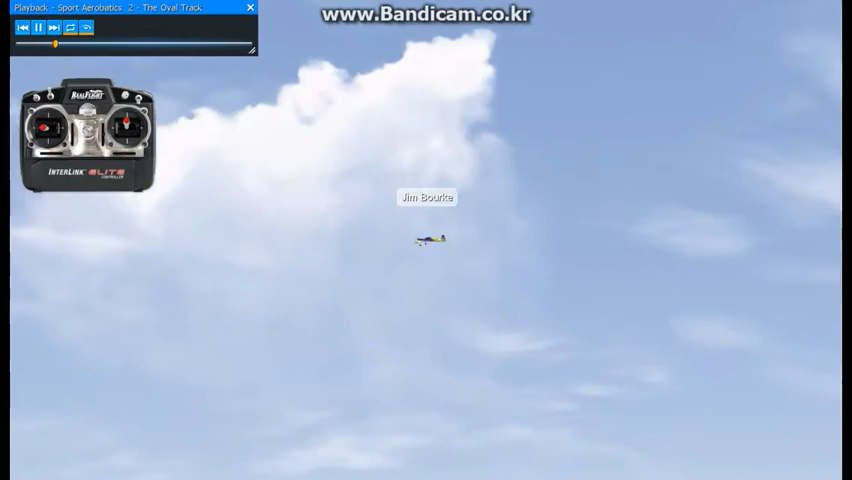 Playback - Sport Aerobatics 2 - The Oval Track
www.Bandicam.co.kr
REALFLIGHT
INTERLINK ELITE
CONTROLLER
Jim Bourke